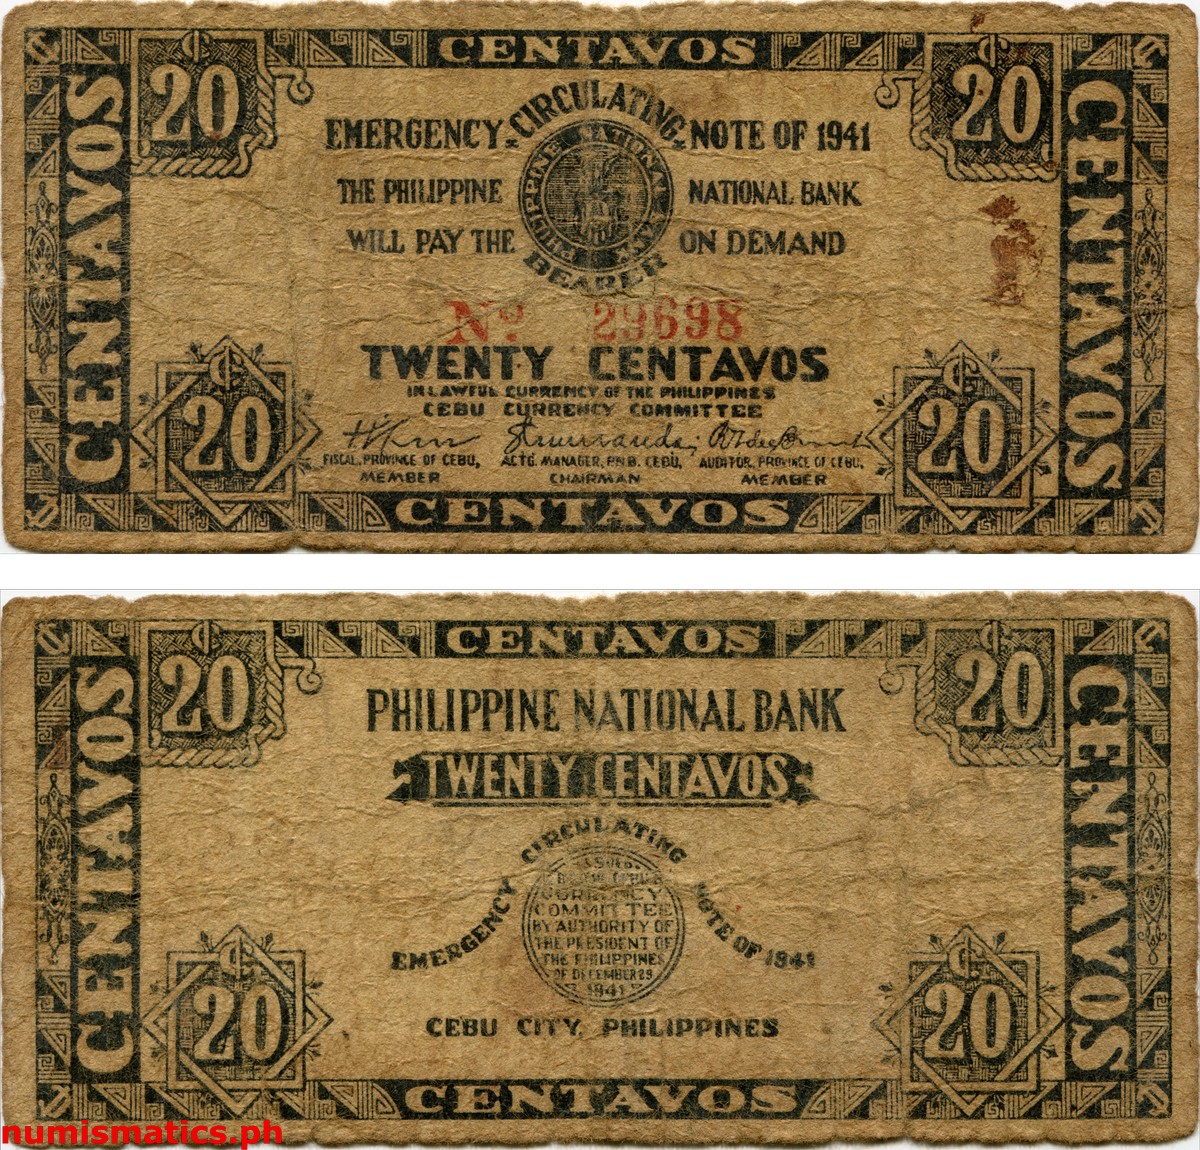 CENTAVOS
20 20
EMERGENCY CIRCULATING NOTE OF 1941
THE PHILIPPINE NATIONAL BANK
WILL PAY THE BEARER ON DEMAND
PHILIPPINE NATIONAL BANK
CENTAVOS
CENTAVOS
Nº 29698
TWENTY CENTAVOS
IN LAWFUL CURRENCY OF THE PHILIPPINES
CEBU CURRENCY COMMITTEE
20 20
FISCAL, PROVINCE OF CEBU, ACTG. MANAGER, P.N.B. CEBU, AUDITOR, PROVINCE OF CEBU,
MEMBER CHAIRMAN MEMBER
CENTAVOS
CENTAVOS
20 20
PHILIPPINE NATIONAL BANK
TWENTY CENTAVOS
CENTAVOS
CENTAVOS
EMERGENCY CIRCULATING NOTE OF 1941
ISSUED
CURRENCY
COMMITTEE
BY AUTHORITY OF
THE PRESIDENT OF
THE PHILIPPINES
OF DECEMBER 29
1941
CEBU CITY, PHILIPPINES
20 20
CENTAVOS
numismatics.ph